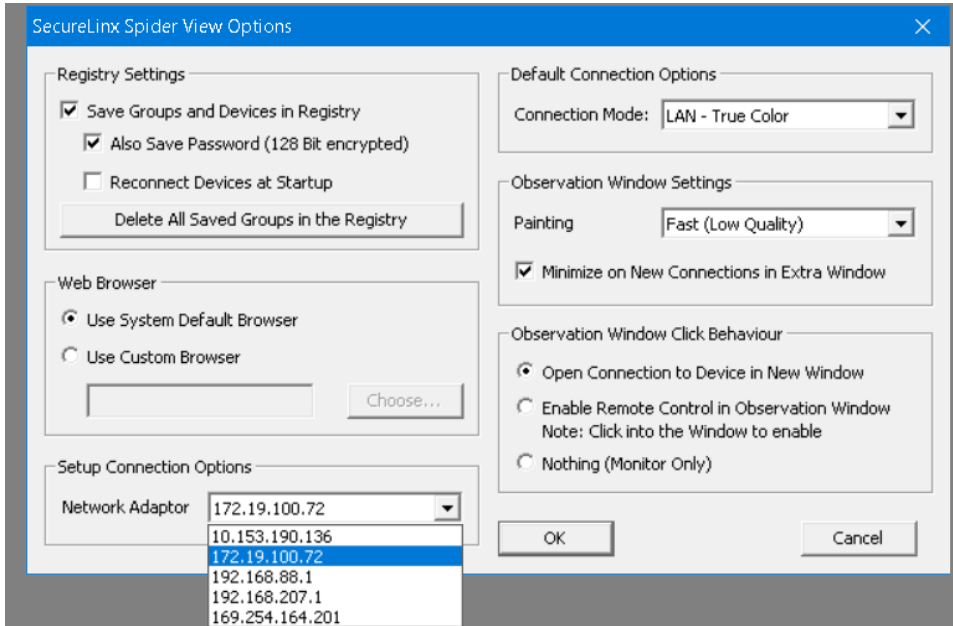 SecureLinx Spider View Options
Registry Settings
Save Groups and Devices in Registry
Also Save Password (128 Bit encrypted)
Reconnect Devices at Startup
Delete All Saved Groups in the Registry
Web Browser
Use System Default Browser
Use Custom Browser
Choose...
Setup Connection Options
Network Adaptor 172.19.100.72
10.153.190.136
172.19.100.72
192.168.88.1
192.168.207.1
169.254.164.201
Default Connection Options
Connection Mode: LAN - True Color
Observation Window Settings
Painting Fast (Low Quality)
Minimize on New Connections in Extra Window
Observation Window Click Behaviour
Open Connection to Device in New Window
Enable Remote Control in Observation Window
Note: Click into the Window to enable
Nothing (Monitor Only)
OK Cancel